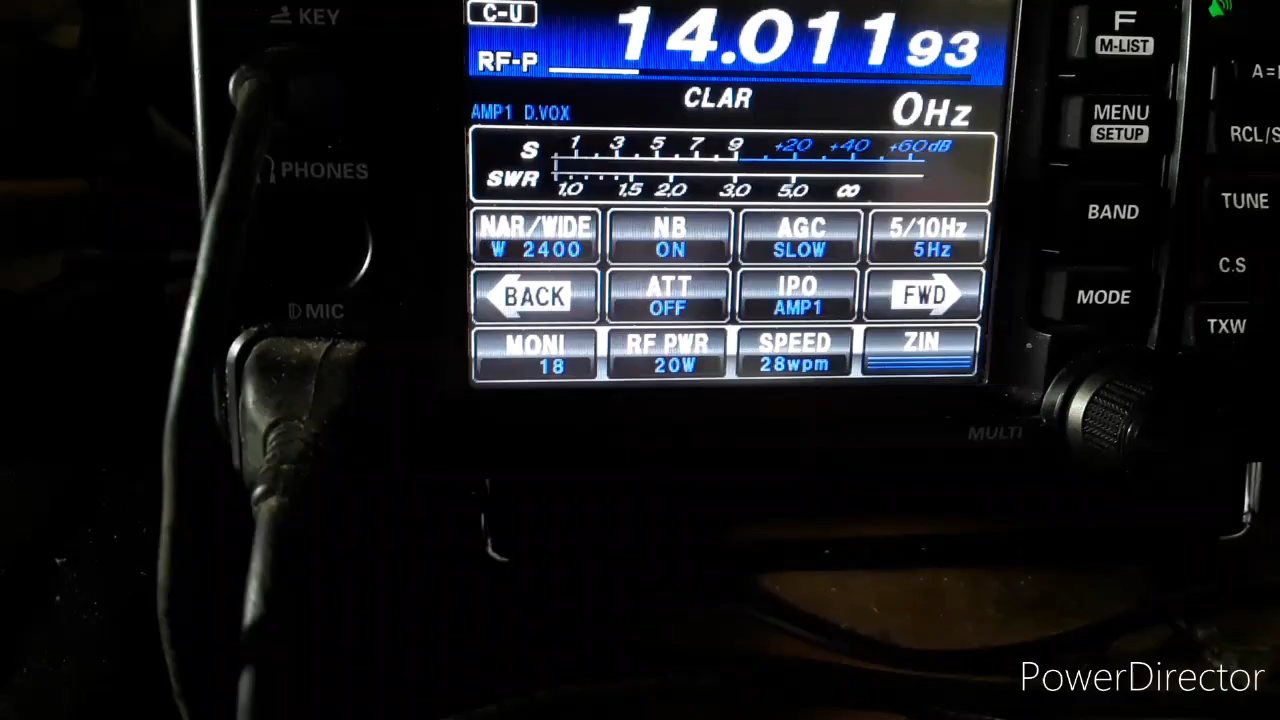 KEY
C-U
14.011 93
RF-P
F
M-LIST
CLAR
AMP1 D.VOX
0Hz
MENU
SETUP
S 1 3 5 7 9 +20 +40 +60dB
SWR 1.0 1.5 2.0 3.0 5.0 ∞
RCL/S
PHONES
TUNE
BAND
NAR/WIDE NB AGC 5/10Hz
W 2400 ON SLOW 5Hz
C.S
BACK ATT IPO FWD
OFF AMP1
MODE
MIC
TXW
MONI RF PWR SPEED ZIN
18 20W 28wpm
MULTI
PowerDirector